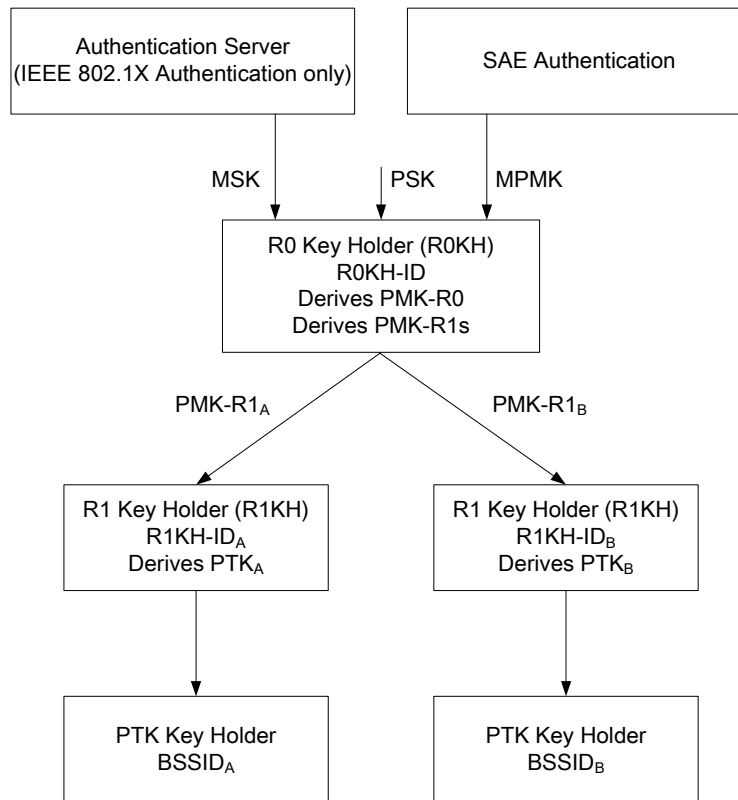 Authentication Server
(IEEE 802.1X Authentication only)
SAE Authentication
MSK
PSK
MPMK
R0 Key Holder (R0KH)
R0KH-ID
Derives PMK-R0
Derives PMK-R1s
PMK-R1A
PMK-R1B
R1 Key Holder (R1KH)
R1KH-IDA
Derives PTKA
R1 Key Holder (R1KH)
R1KH-IDB
Derives PTKB
PTK Key Holder
BSSIDA
PTK Key Holder
BSSIDB